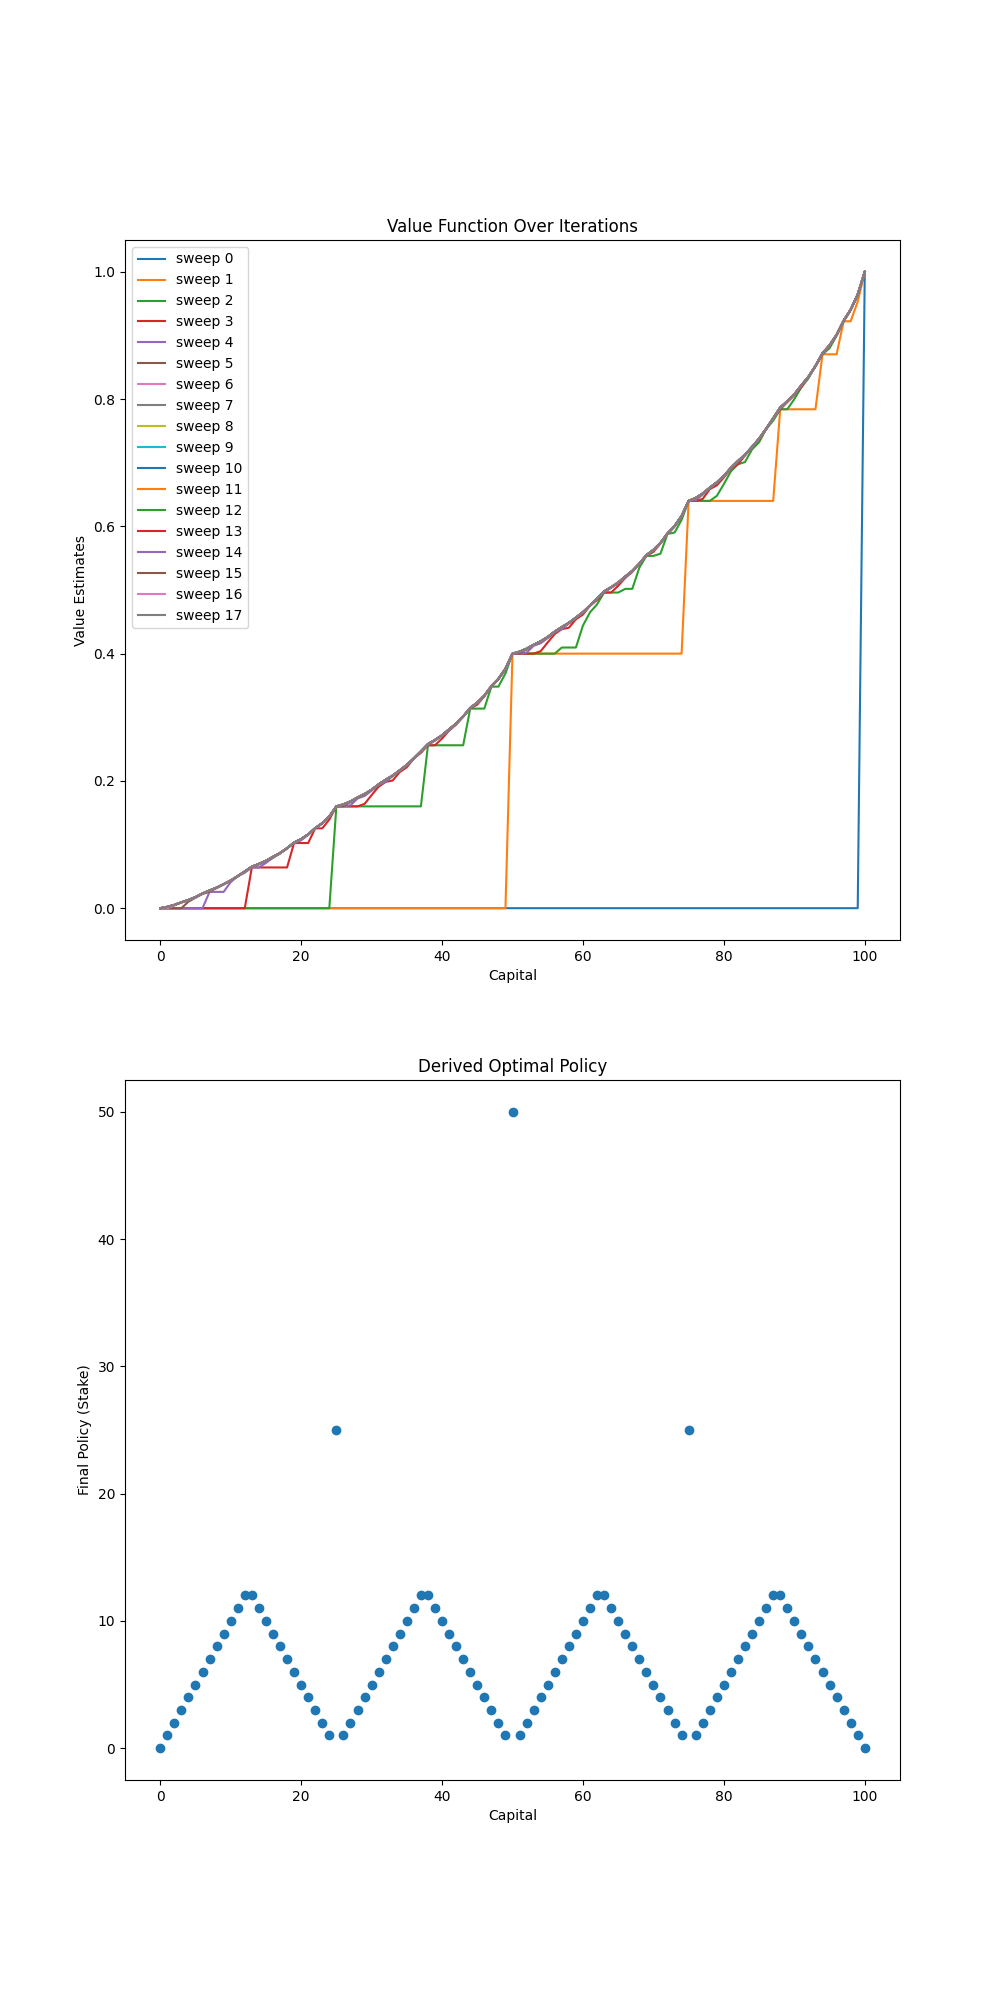 Value Function Over Iterations
sweep 0
sweep 1
sweep 2
sweep 3
sweep 4
sweep 5
sweep 6
sweep 7
sweep 8
sweep 9
sweep 10
sweep 11
sweep 12
sweep 13
sweep 14
sweep 15
sweep 16
sweep 17
1.0
0.8
0.6
0.4
0.2
0.0
Value Estimates
0 20 40 60 80 100
Capital
Derived Optimal Policy
50
40
30
20
10
0
Final Policy (Stake)
0 20 40 60 80 100
Capital